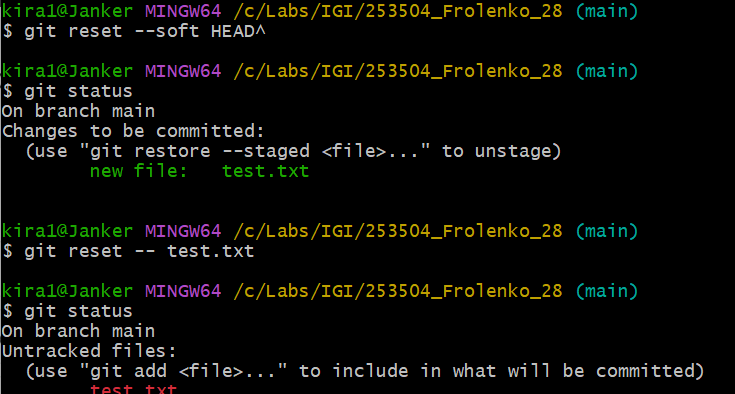 kira1@Janker MINGW64 /c/Labs/IGI/253504_Frolenko_28 (main)
$ git reset --soft HEAD^
kira1@Janker MINGW64 /c/Labs/IGI/253504_Frolenko_28 (main)
$ git status
On branch main
Changes to be committed:
  (use "git restore --staged <file>..." to unstage)
        new file:   test.txt
kira1@Janker MINGW64 /c/Labs/IGI/253504_Frolenko_28 (main)
$ git reset -- test.txt
kira1@Janker MINGW64 /c/Labs/IGI/253504_Frolenko_28 (main)
$ git status
On branch main
Untracked files:
  (use "git add <file>..." to include in what will be committed)
        test.txt